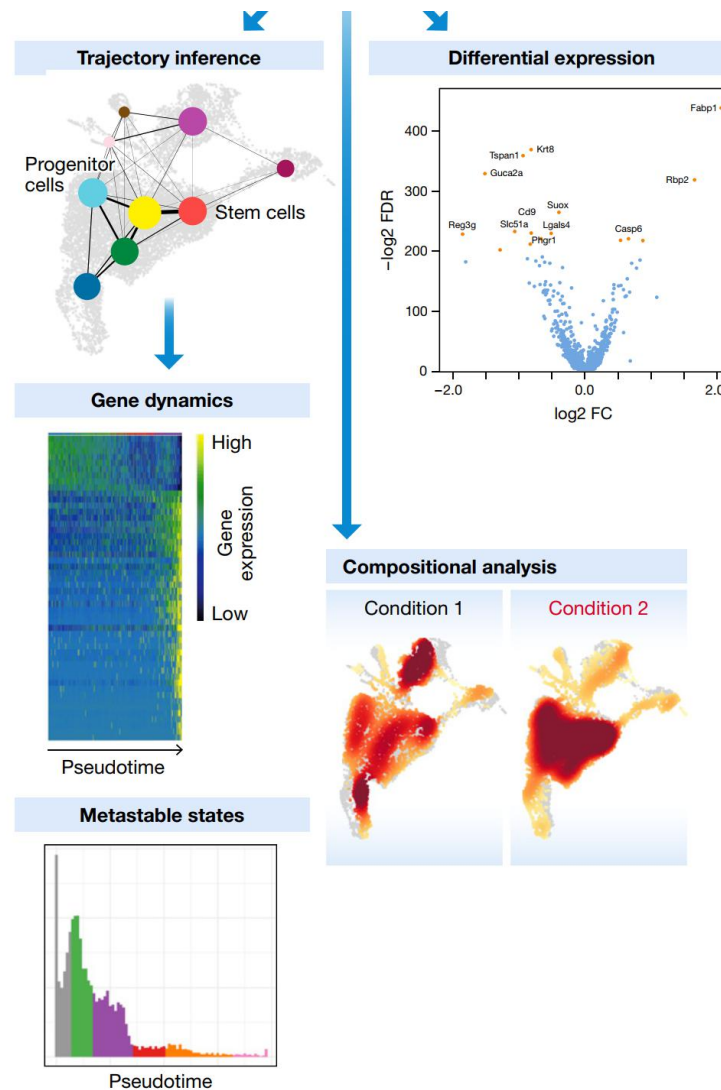 Trajectory inference
Progenitor
cells
Stem cells
Differential expression
−log2 FDR
400
300
200
100
0
Fabp1
Krt8
Tspan1
Guca2a
Rbp2
Suox
Cd9
Slc51a
Lgals4
Reg3g
Phgr1
Casp6
−2.0
0.0
2.0
log2 FC
Gene dynamics
High
Gene
expression
Low
Pseudotime
Compositional analysis
Condition 1
Condition 2
Metastable states
Pseudotime